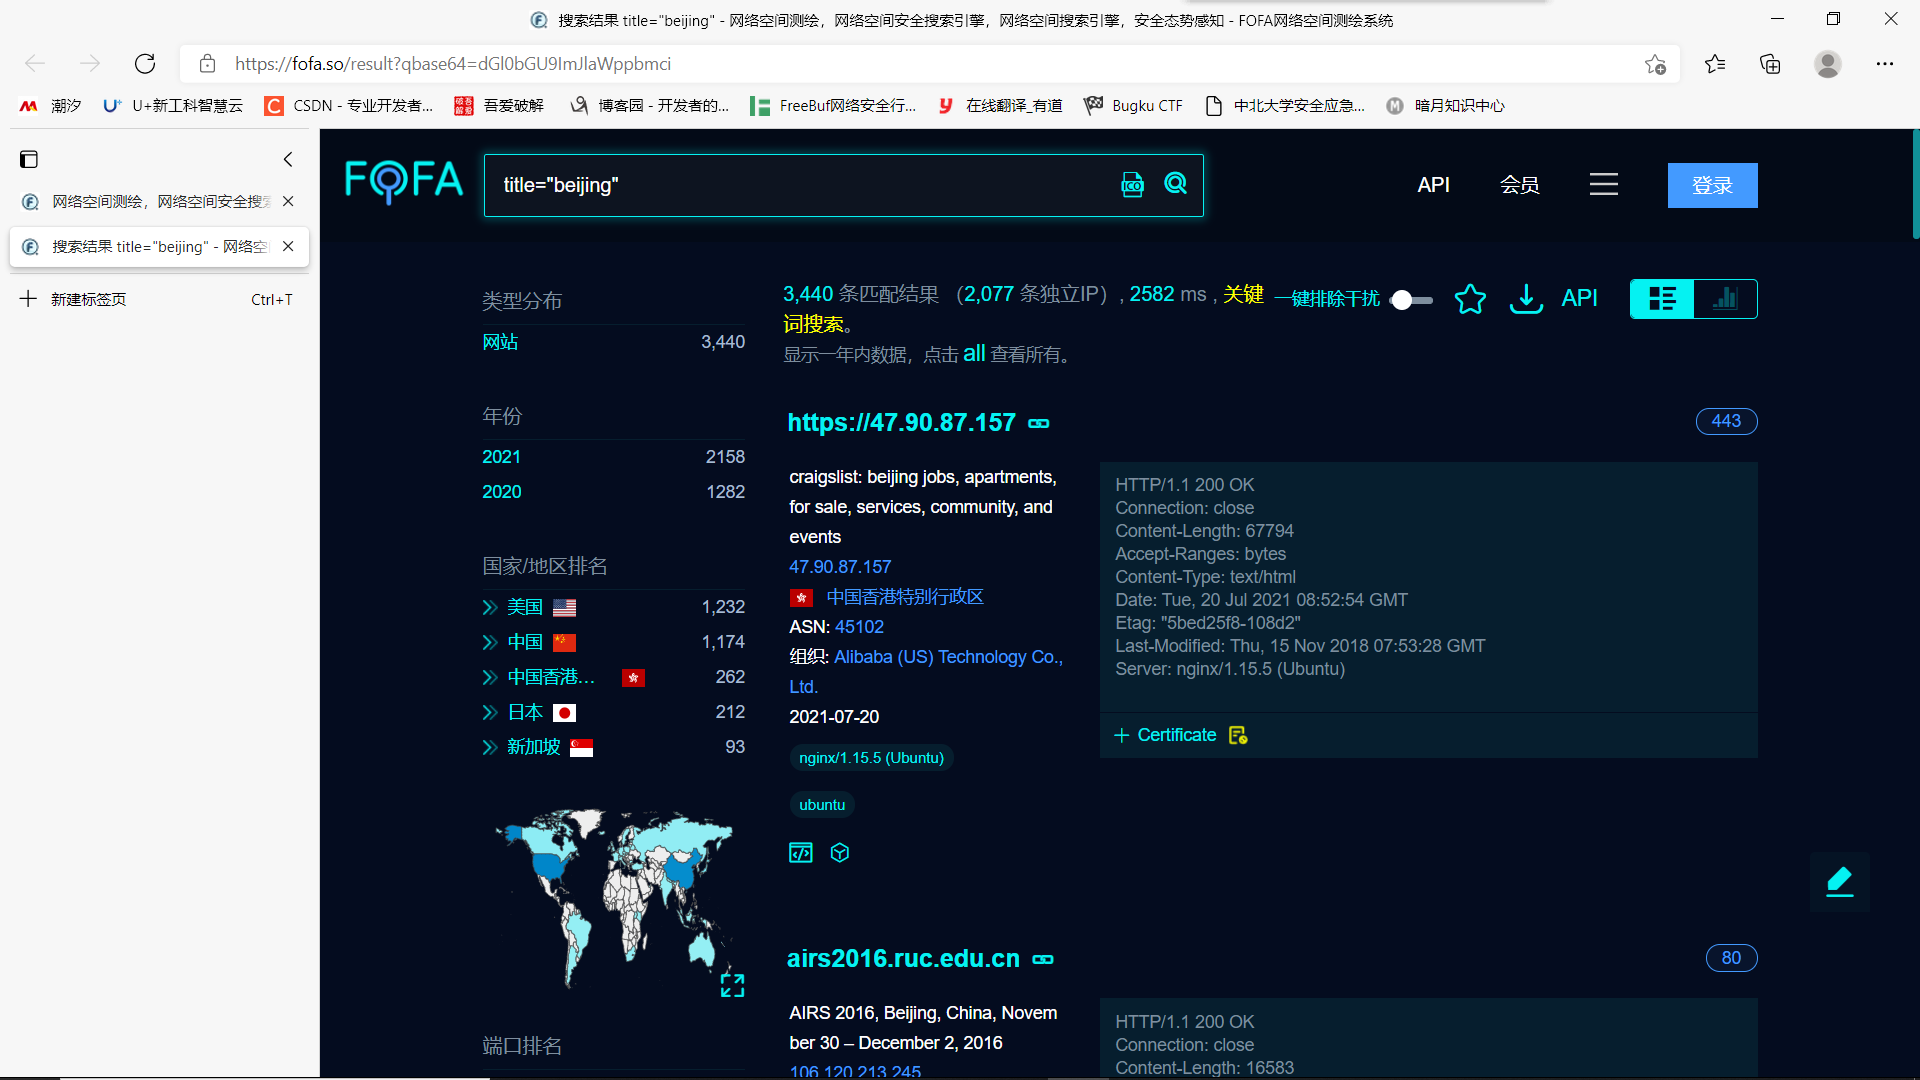 搜索结果 title="beijing" - 网络空间测绘，网络空间安全搜索引擎，网络空间搜索引擎，安全态势感知 - FOFA网络空间测绘系统
https://fofa.so/result?qbase64=dGl0bGU9ImJlaWppbmci
潮汐
U+新工科智慧云
CSDN - 专业开发者...
吾爱破解
博客园 - 开发者的...
FreeBuf网络安全行...
在线翻译_有道
Bugku CTF
中北大学安全应急...
暗月知识中心
网络空间测绘，网络空间安全搜索
搜索结果 title="beijing" - 网络空
新建标签页 Ctrl+T
FOFA
title="beijing"
ICO
API
会员
登录
类型分布
网站 3,440
年份
2021 2158
2020 1282
国家/地区排名
美国 1,232
中国 1,174
中国香港... 262
日本 212
新加坡 93
端口排名
3,440 条匹配结果 （2,077 条独立IP）, 2582 ms , 关键
词搜索。
显示一年内数据，点击 all 查看所有。
一键排除干扰
API
https://47.90.87.157
443
craigslist: beijing jobs, apartments,
for sale, services, community, and
events
47.90.87.157
中国香港特别行政区
ASN: 45102
组织: Alibaba (US) Technology Co.,
Ltd.
2021-07-20
nginx/1.15.5 (Ubuntu)
ubuntu
HTTP/1.1 200 OK
Connection: close
Content-Length: 67794
Accept-Ranges: bytes
Content-Type: text/html
Date: Tue, 20 Jul 2021 08:52:54 GMT
Etag: "5bed25f8-108d2"
Last-Modified: Thu, 15 Nov 2018 07:53:28 GMT
Server: nginx/1.15.5 (Ubuntu)
+ Certificate
airs2016.ruc.edu.cn
80
AIRS 2016, Beijing, China, Novem
ber 30 – December 2, 2016
106.120.213.245
HTTP/1.1 200 OK
Connection: close
Content-Length: 16583